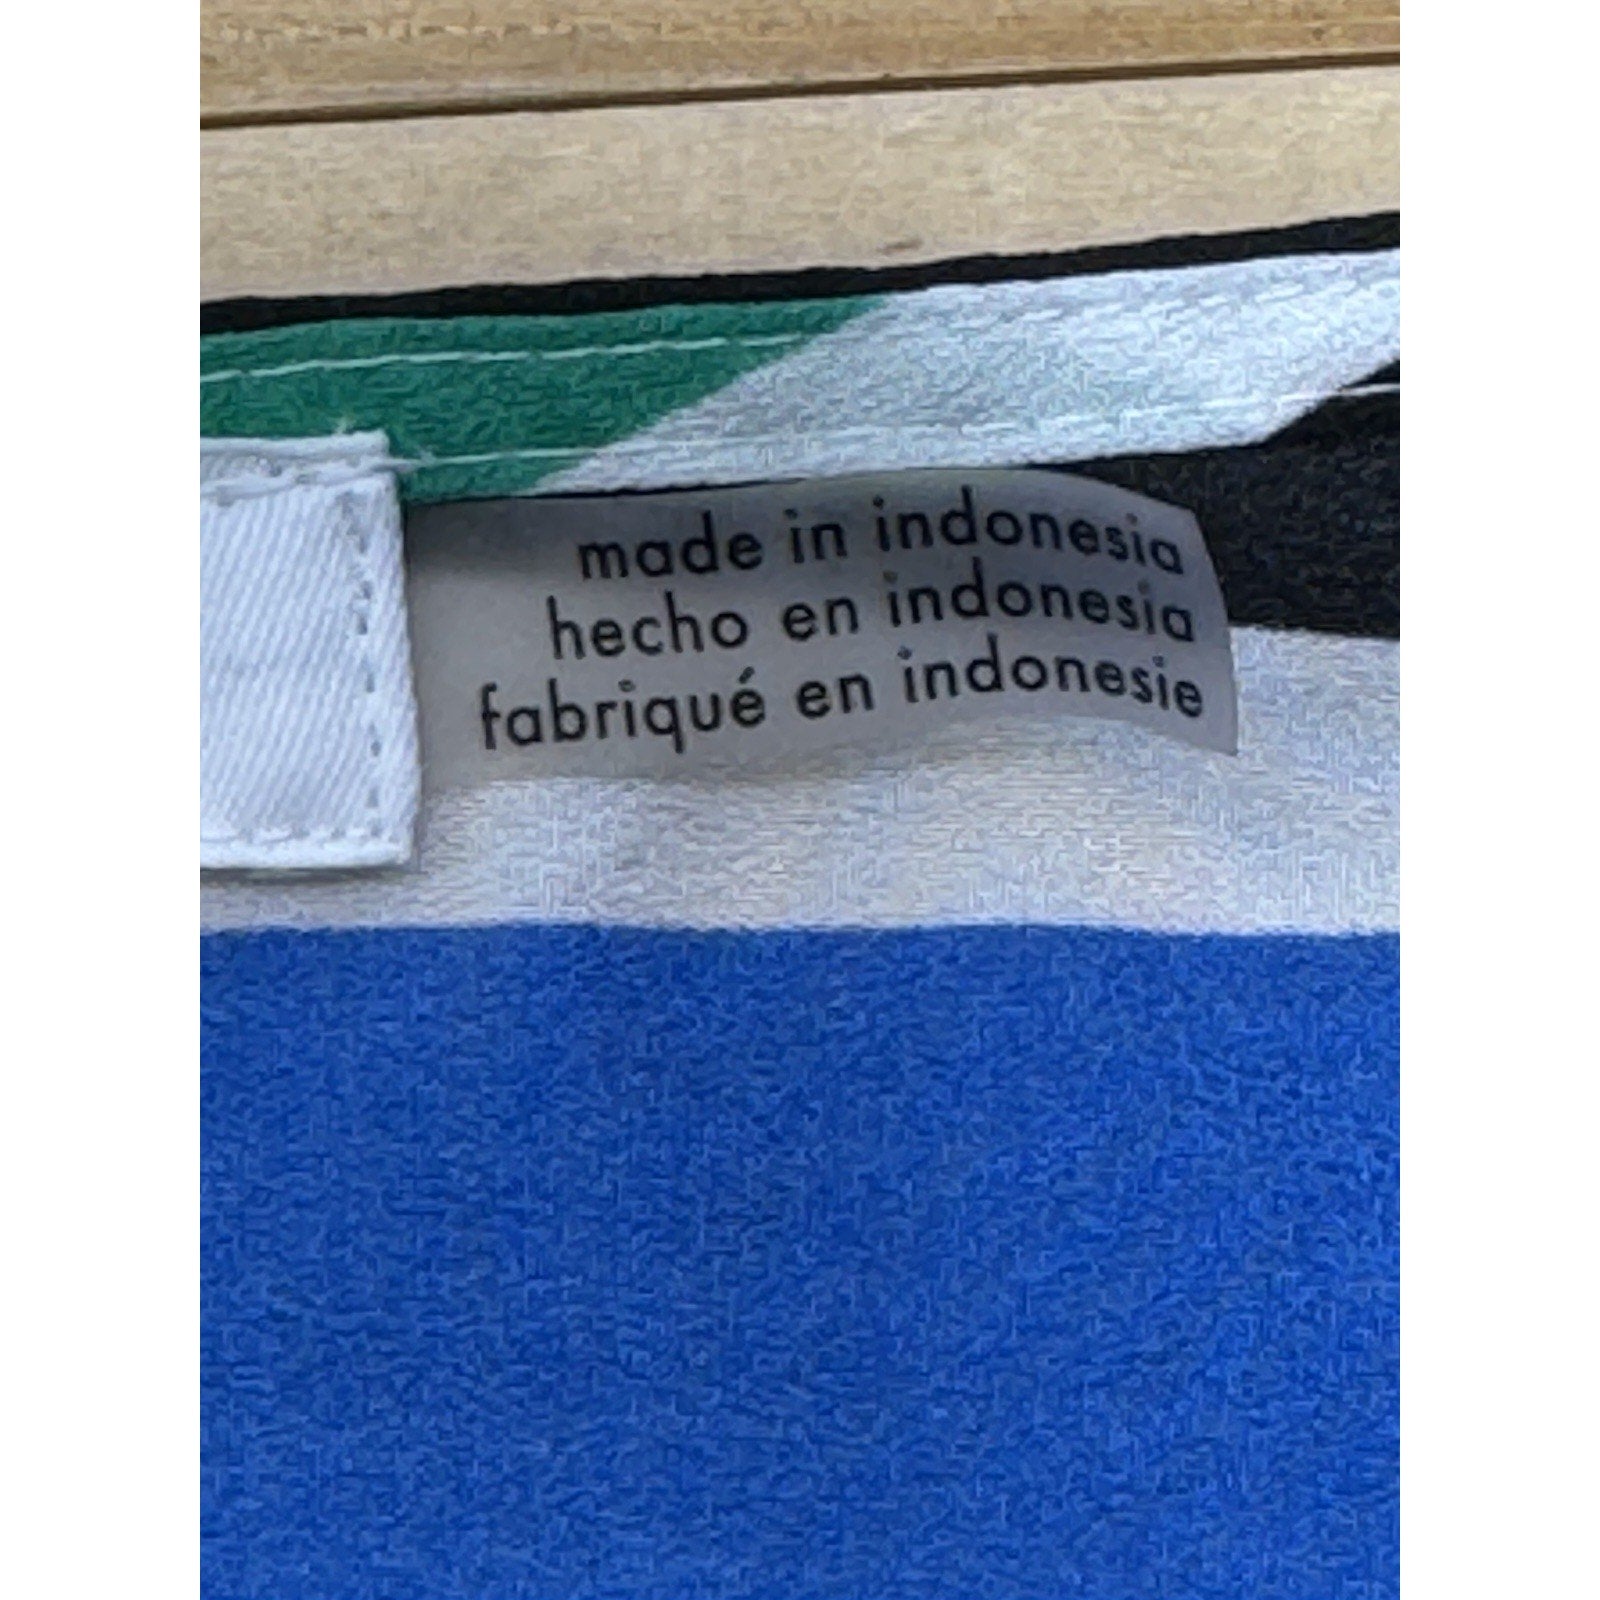 made in indonesia
hecho en indonesia
fabriqué en indonesie